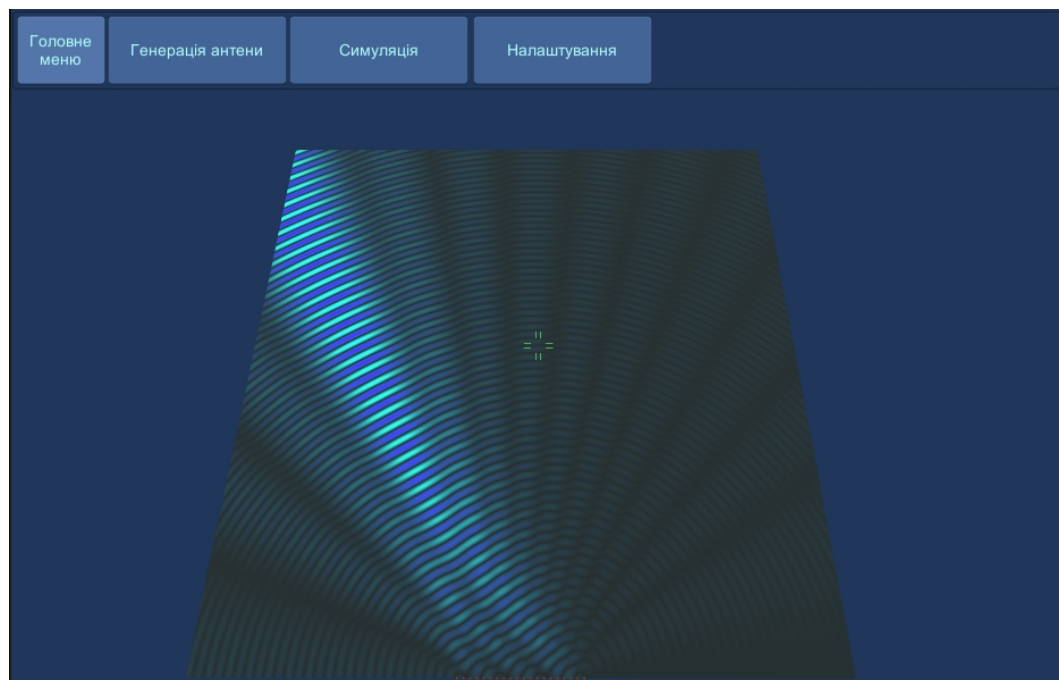 Головне
меню
Генерація антени
Симуляція
Налаштування